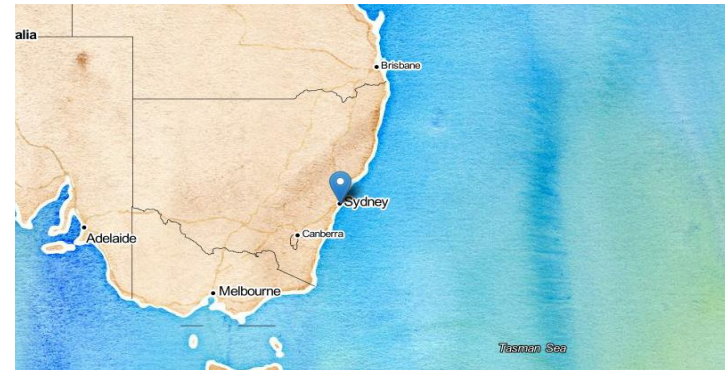 alia
Brisbane
Sydney
Canberra
Adelaide
Melbourne
Tasman Sea